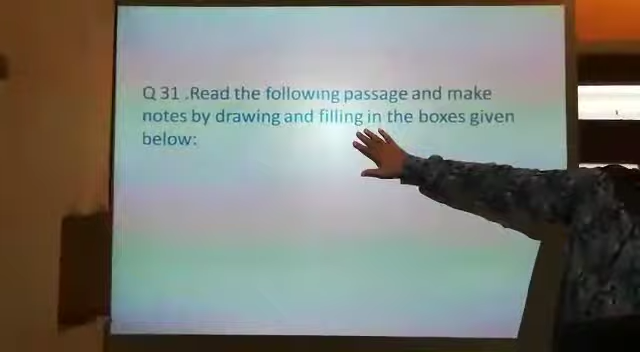 Q 31 .Read the following passage and make
notes by drawing and filling in the boxes given
below: